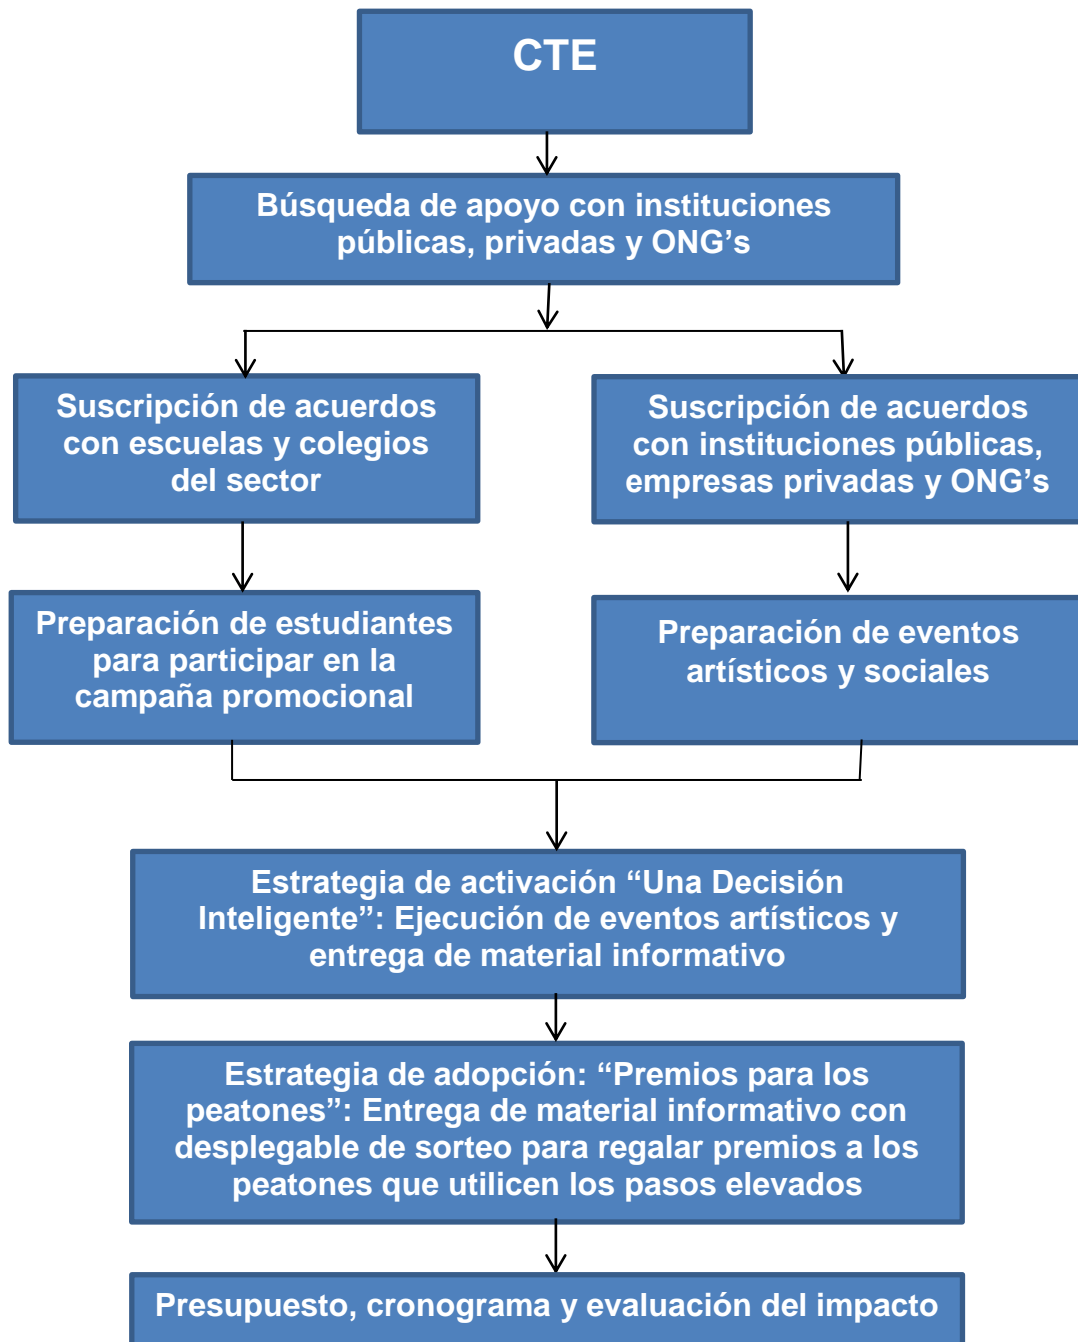 CTE
Búsqueda de apoyo con instituciones
públicas, privadas y ONG’s
Suscripción de acuerdos
con escuelas y colegios
del sector
Suscripción de acuerdos
con instituciones públicas,
empresas privadas y ONG’s
Preparación de estudiantes
para participar en la
campaña promocional
Preparación de eventos
artísticos y sociales
Estrategia de activación “Una Decisión
Inteligente”: Ejecución de eventos artísticos y
entrega de material informativo
Estrategia de adopción: “Premios para los
peatones”: Entrega de material informativo con
desplegable de sorteo para regalar premios a los
peatones que utilicen los pasos elevados
Presupuesto, cronograma y evaluación del impacto